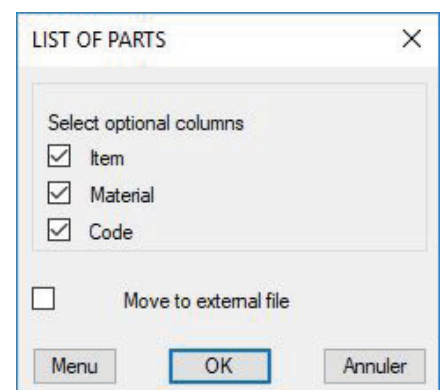 LIST OF PARTS
Select optional columns
Item
Material
Code
Move to external file
Menu OK Annuler